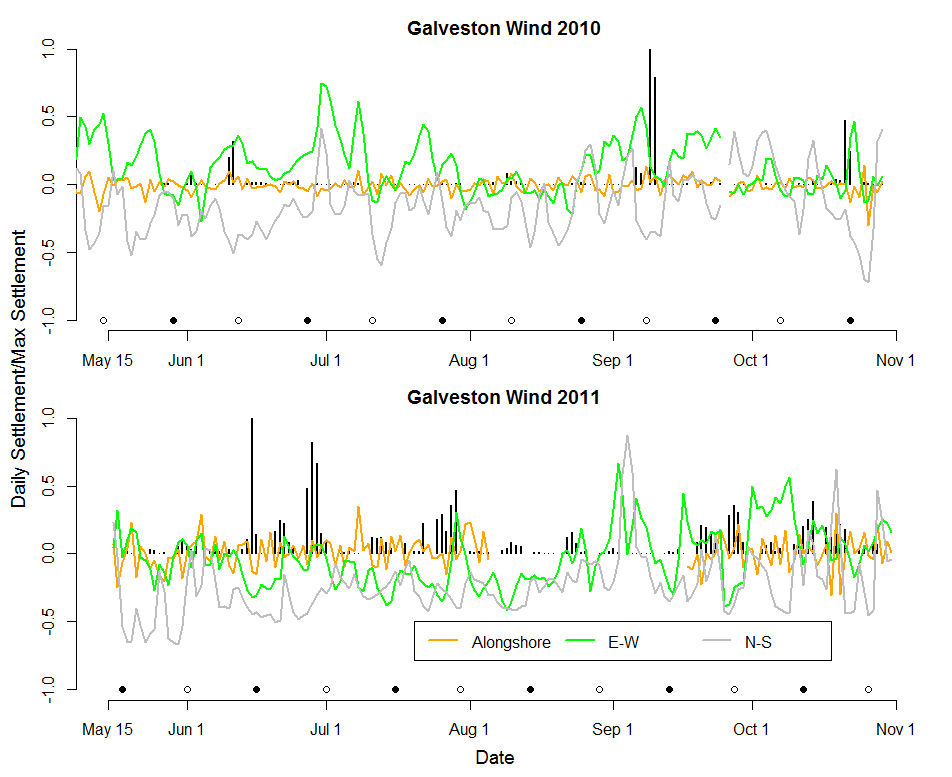 Galveston Wind 2010
1.0
0.5
0.0
-0.5
-1.0
May 15 Jun 1 Jul 1 Aug 1 Sep 1 Oct 1 Nov 1
Daily Settlement/Max Settlement
Galveston Wind 2011
1.0
0.5
0.0
-0.5
-1.0
Alongshore E-W N-S
May 15 Jun 1 Jul 1 Aug 1 Sep 1 Oct 1 Nov 1
Date